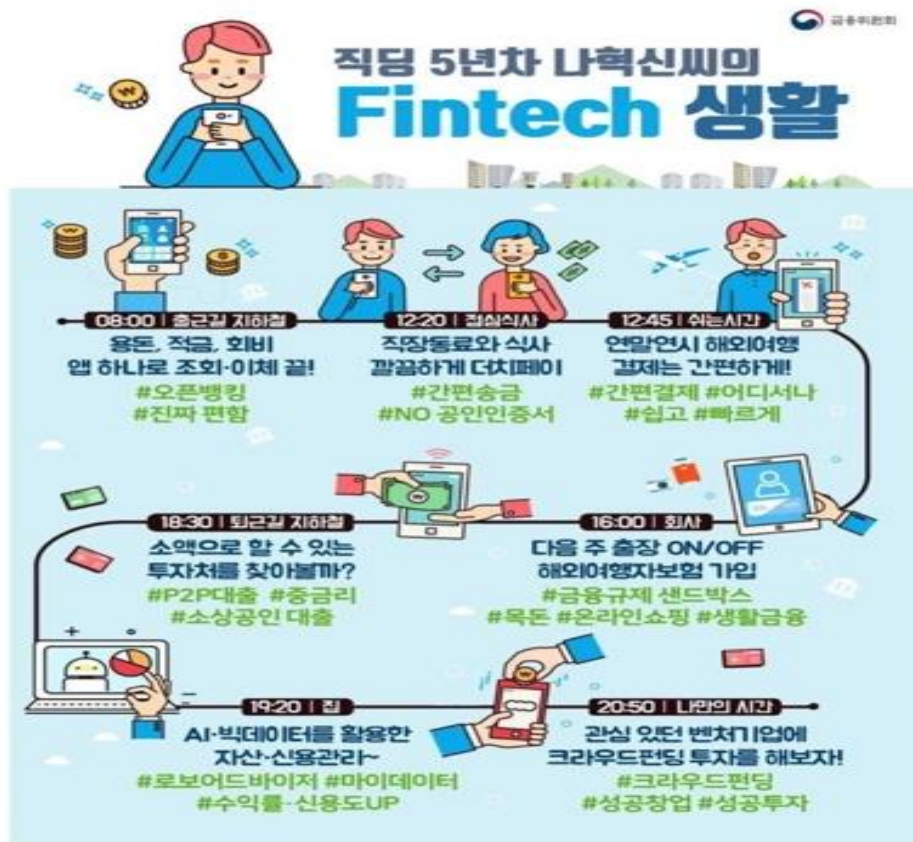 금융위원회
직딩 5년차 나혁신씨의
Fintech 생활
08:00 | 출근길 지하철
용돈, 적금, 회비
앱 하나로 조회·이체 끝!
#오픈뱅킹
#진짜 편함
12:20 | 점심식사
직장동료와 식사
깔끔하게 더치페이
#간편송금
#NO 공인인증서
12:45 | 쉬는시간
연말연시 해외여행
결제는 간편하게!
#간편결제 #어디서나
#쉽고 #빠르게
16:00 | 회사
다음 주 출장 ON/OFF
해외여행자보험 가입
#금융규제 샌드박스
#목돈 #온라인쇼핑 #생활금융
18:30 | 퇴근길 지하철
소액으로 할 수 있는
투자처를 찾아볼까?
#P2P대출 #중금리
#소상공인 대출
19:20 | 집
AI·빅데이터를 활용한
자산·신용관리~
#로보어드바이저 #마이데이터
#수익률·신용도UP
20:50 | 나만의 시간
관심 있던 벤처기업에
크라우드펀딩 투자를 해보자!
#크라우드펀딩
#성공창업 #성공투자